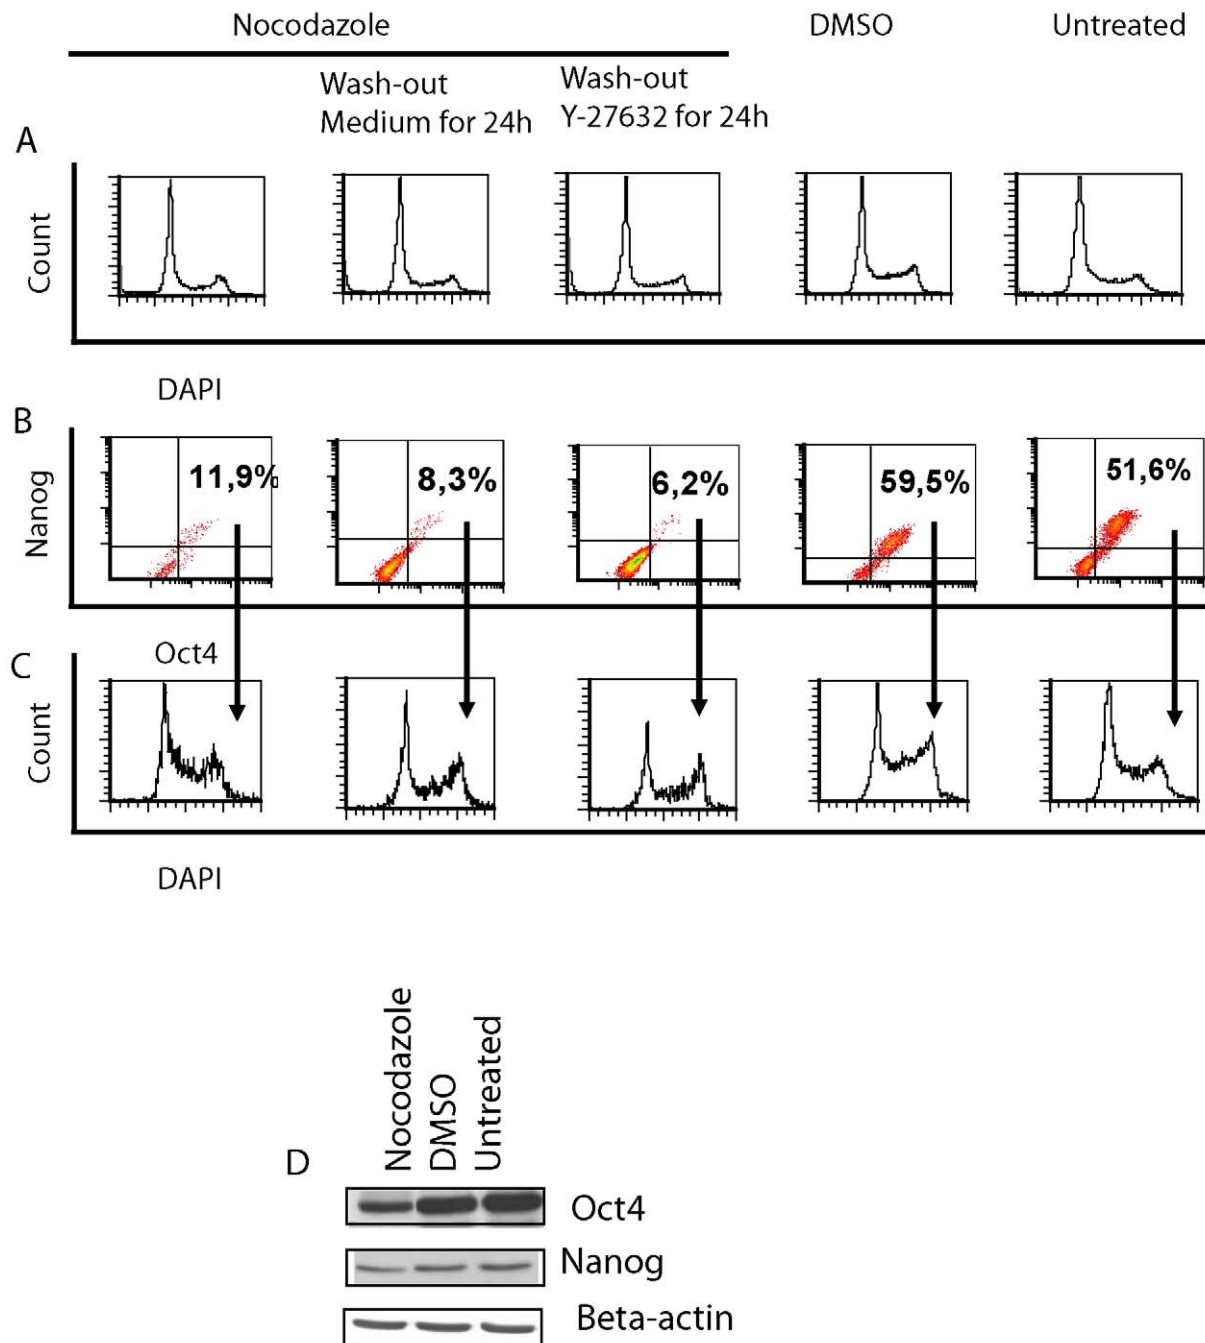 Nocodazole
DMSO
Untreated
Wash-out
Medium for 24h
Wash-out
Y-27632 for 24h
A
Count
DAPI
B
Nanog
11,9%
8,3%
6,2%
59,5%
51,6%
Oct4
C
Count
DAPI
D
Nocodazole
DMSO
Untreated
Oct4
Nanog
Beta-actin